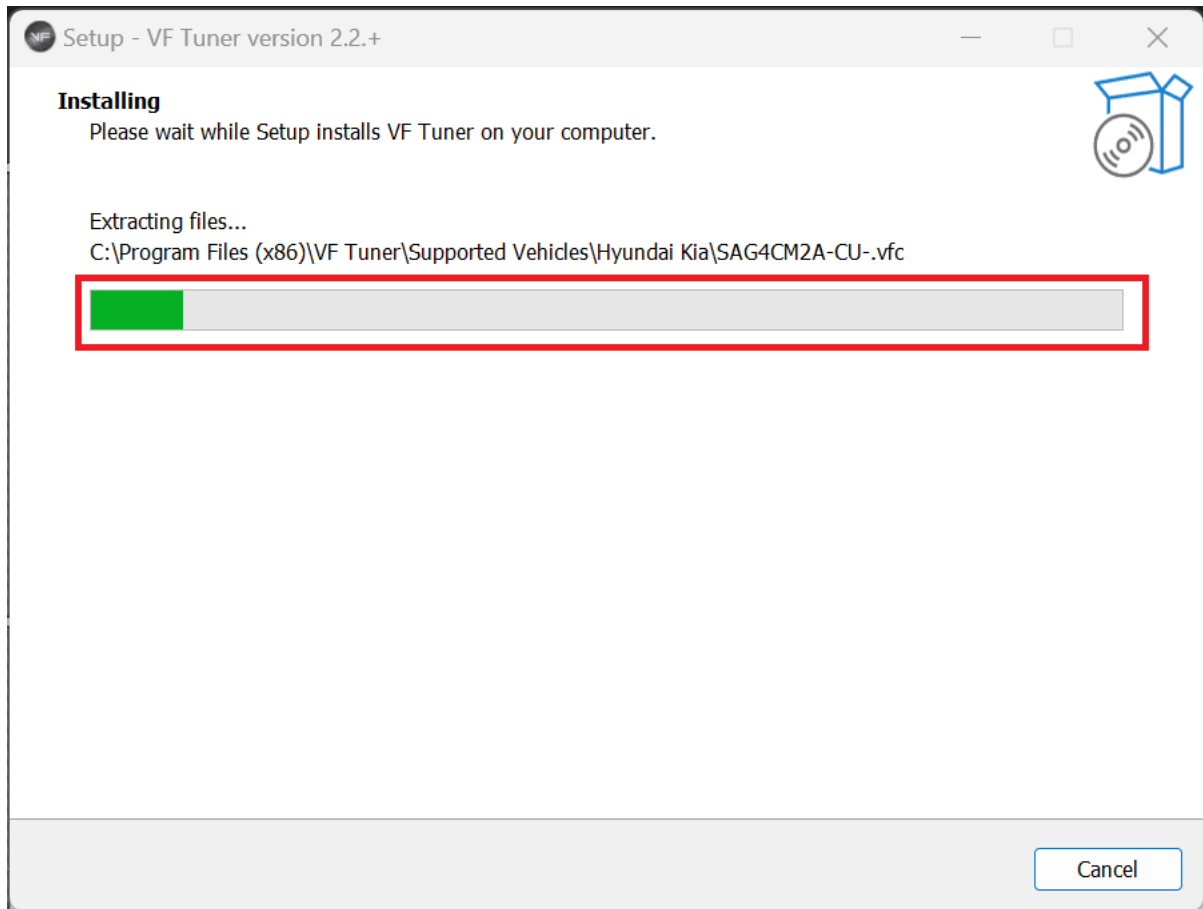 VF Setup - VF Tuner version 2.2.+
Installing
Please wait while Setup installs VF Tuner on your computer.
Extracting files...
C:\Program Files (x86)\VF Tuner\Supported Vehicles\Hyundai Kia\SAG4CM2A-CU-.vfc
Cancel